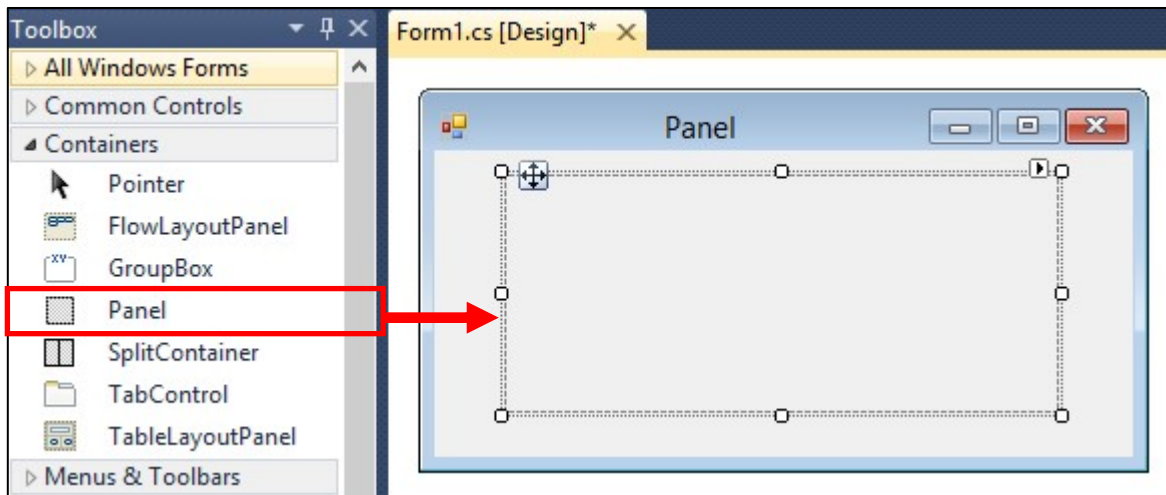 Toolbox
All Windows Forms
Common Controls
Containers
Pointer
FlowLayoutPanel
XY
GroupBox
Panel
SplitContainer
TabControl
TableLayoutPanel
Menus & Toolbars
Form1.cs [Design]*
Panel